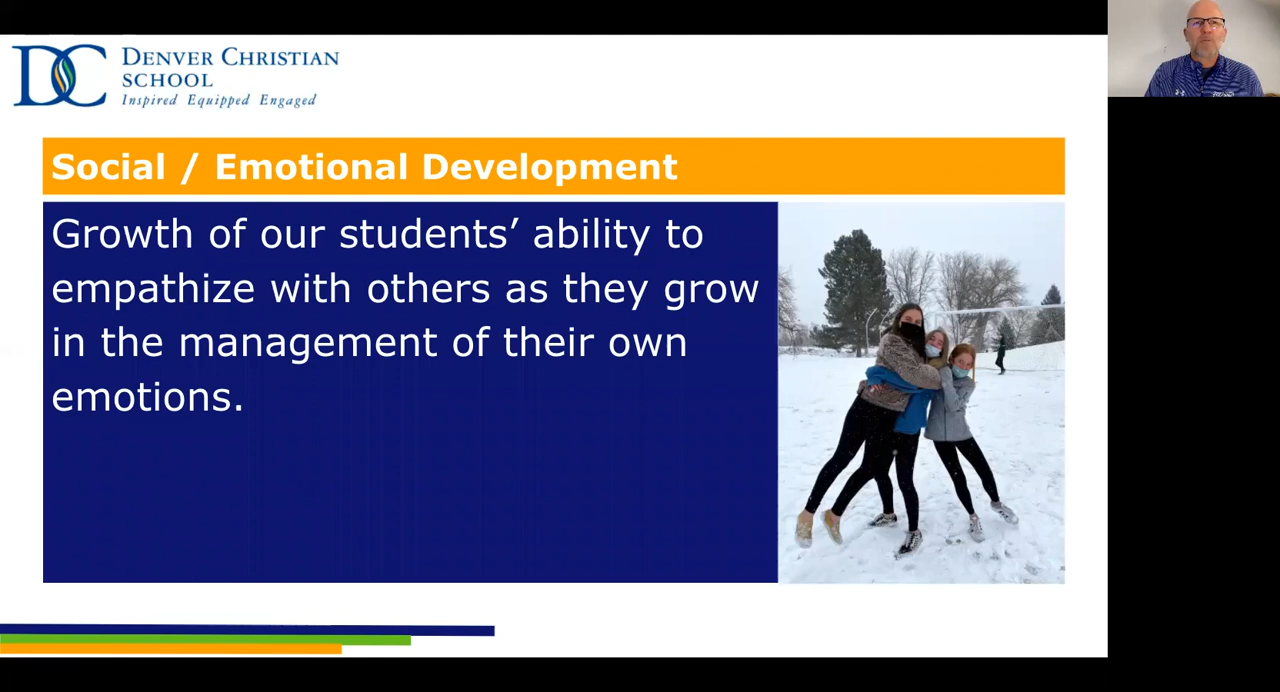 DC DENVER CHRISTIAN
SCHOOL
Inspired Equipped Engaged
Social / Emotional Development
Growth of our students’ ability to
empathize with others as they grow
in the management of their own
emotions.